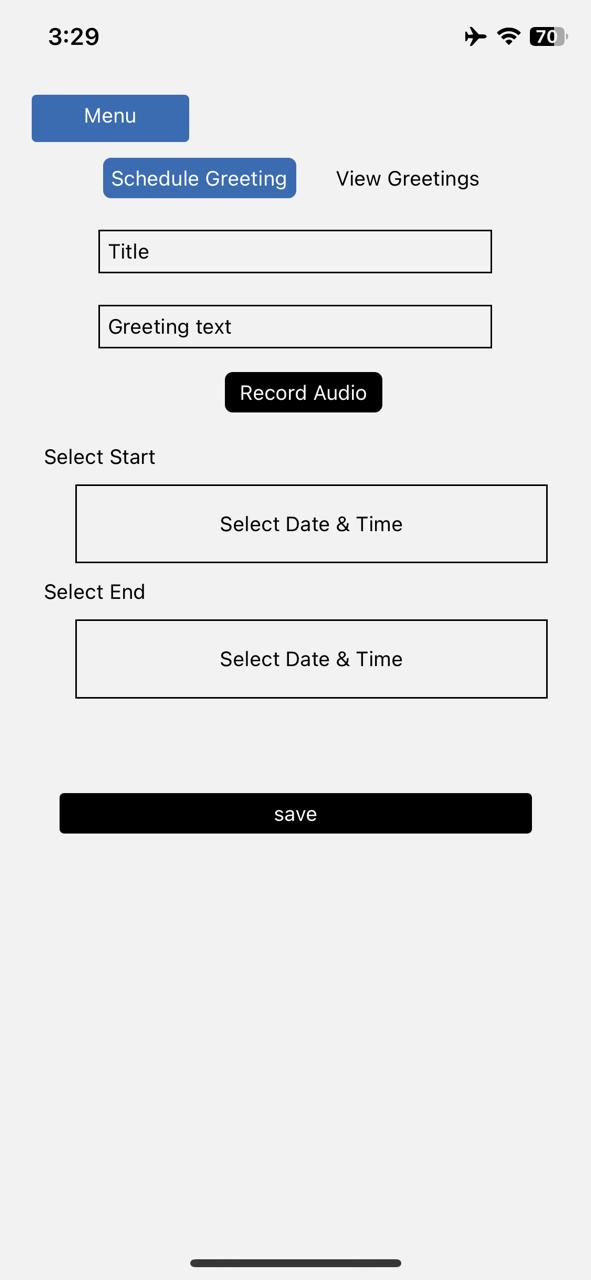 3:29
70
Menu
Schedule Greeting
View Greetings
Title
Greeting text
Record Audio
Select Start
Select Date & Time
Select End
Select Date & Time
save